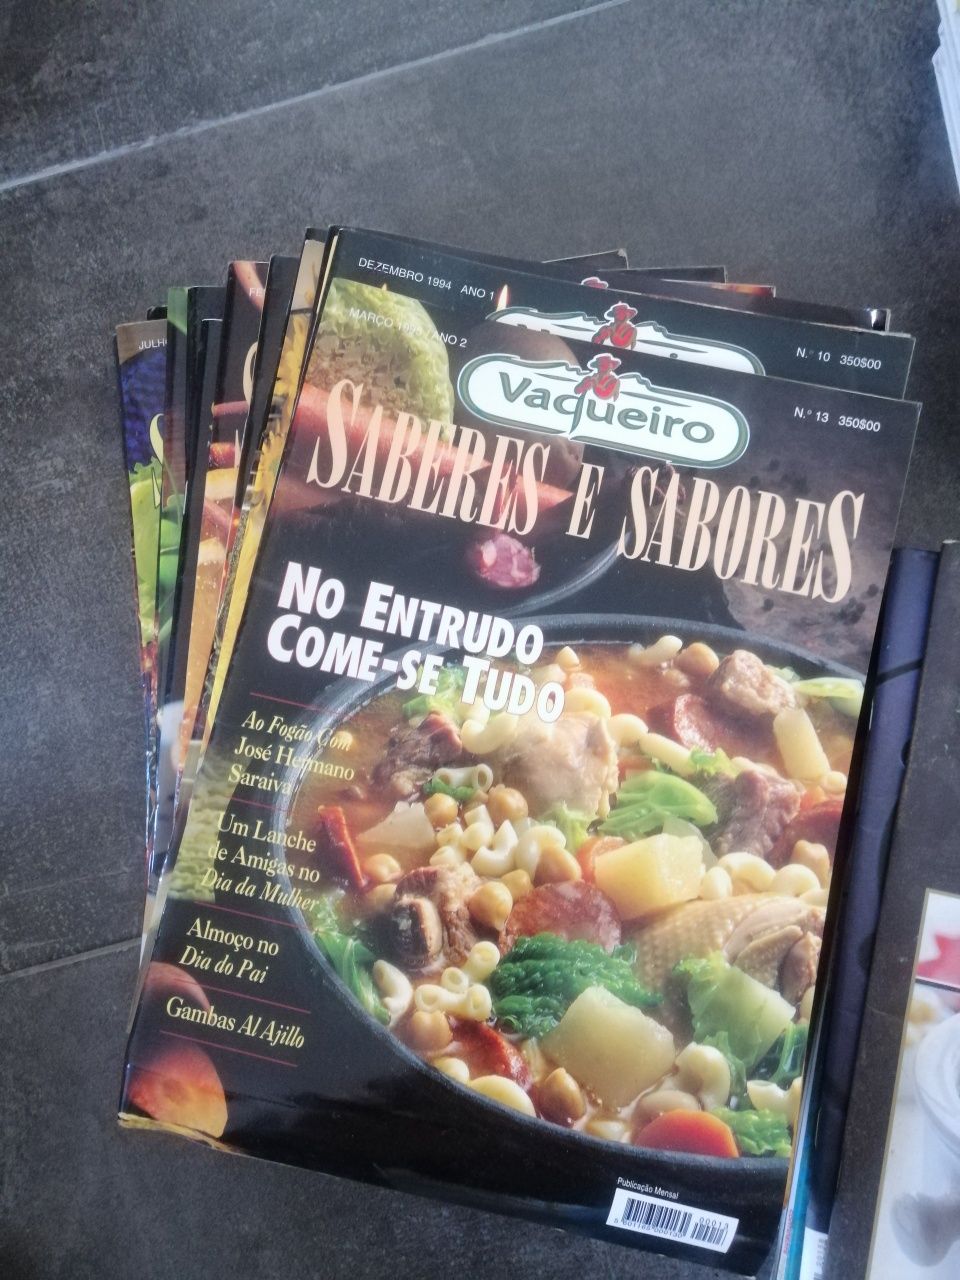 DEZEMBRO 1994 ANO 1
N.º 10 350$00
MARÇO 1995 / ANO 2
Vaqueiro
N.º 13 350$00
SABERES E SABORES
NO ENTRUDO
COME-SE TUDO
Ao Fogão Com
José Hermano
Saraiva
Um Lanche
de Amigas no
Dia da Mulher
Almoço no
Dia do Pai
Gambas Al Ajillo
Publicação Mensal
00013